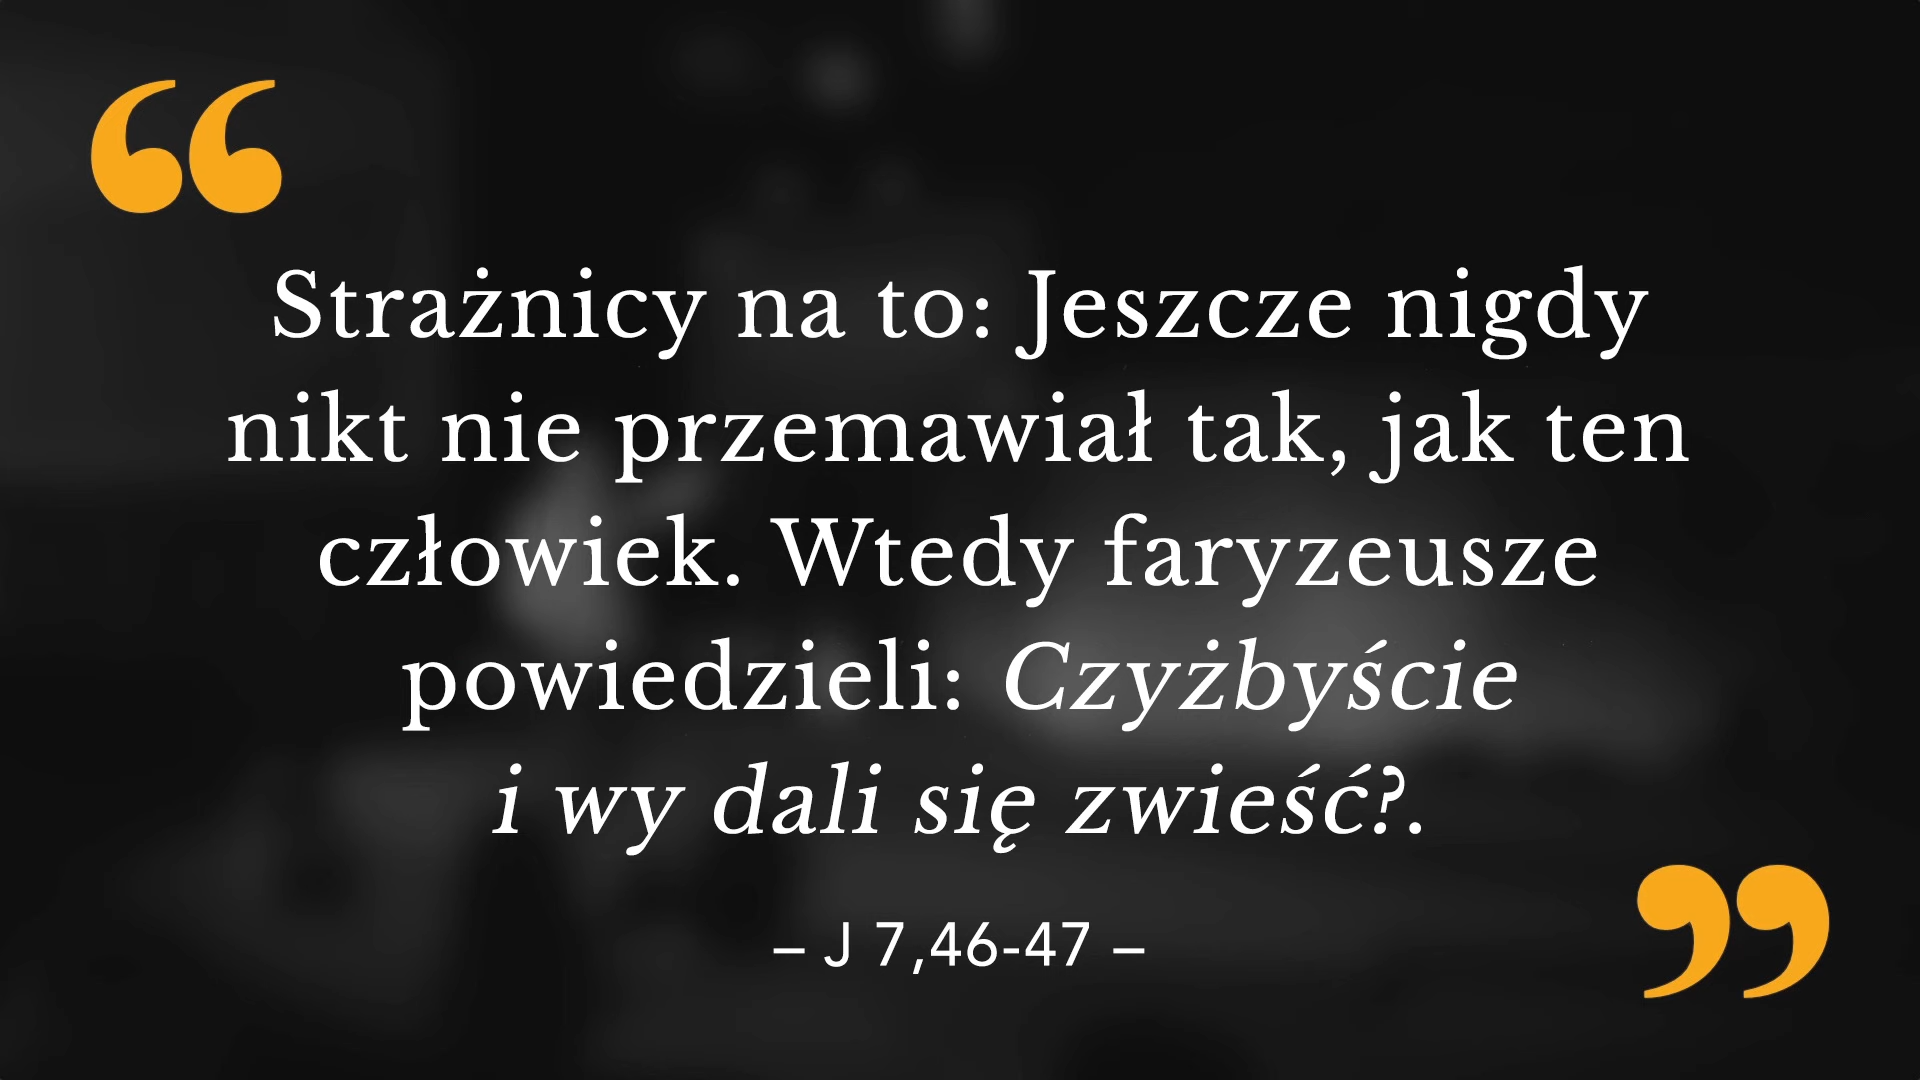 “
Strażnicy na to: Jeszcze nigdy
nikt nie przemawiał tak, jak ten
człowiek. Wtedy faryzeusze
powiedzieli: Czyżbyście
i wy dali się zwieść?.
”
– J 7,46-47 –